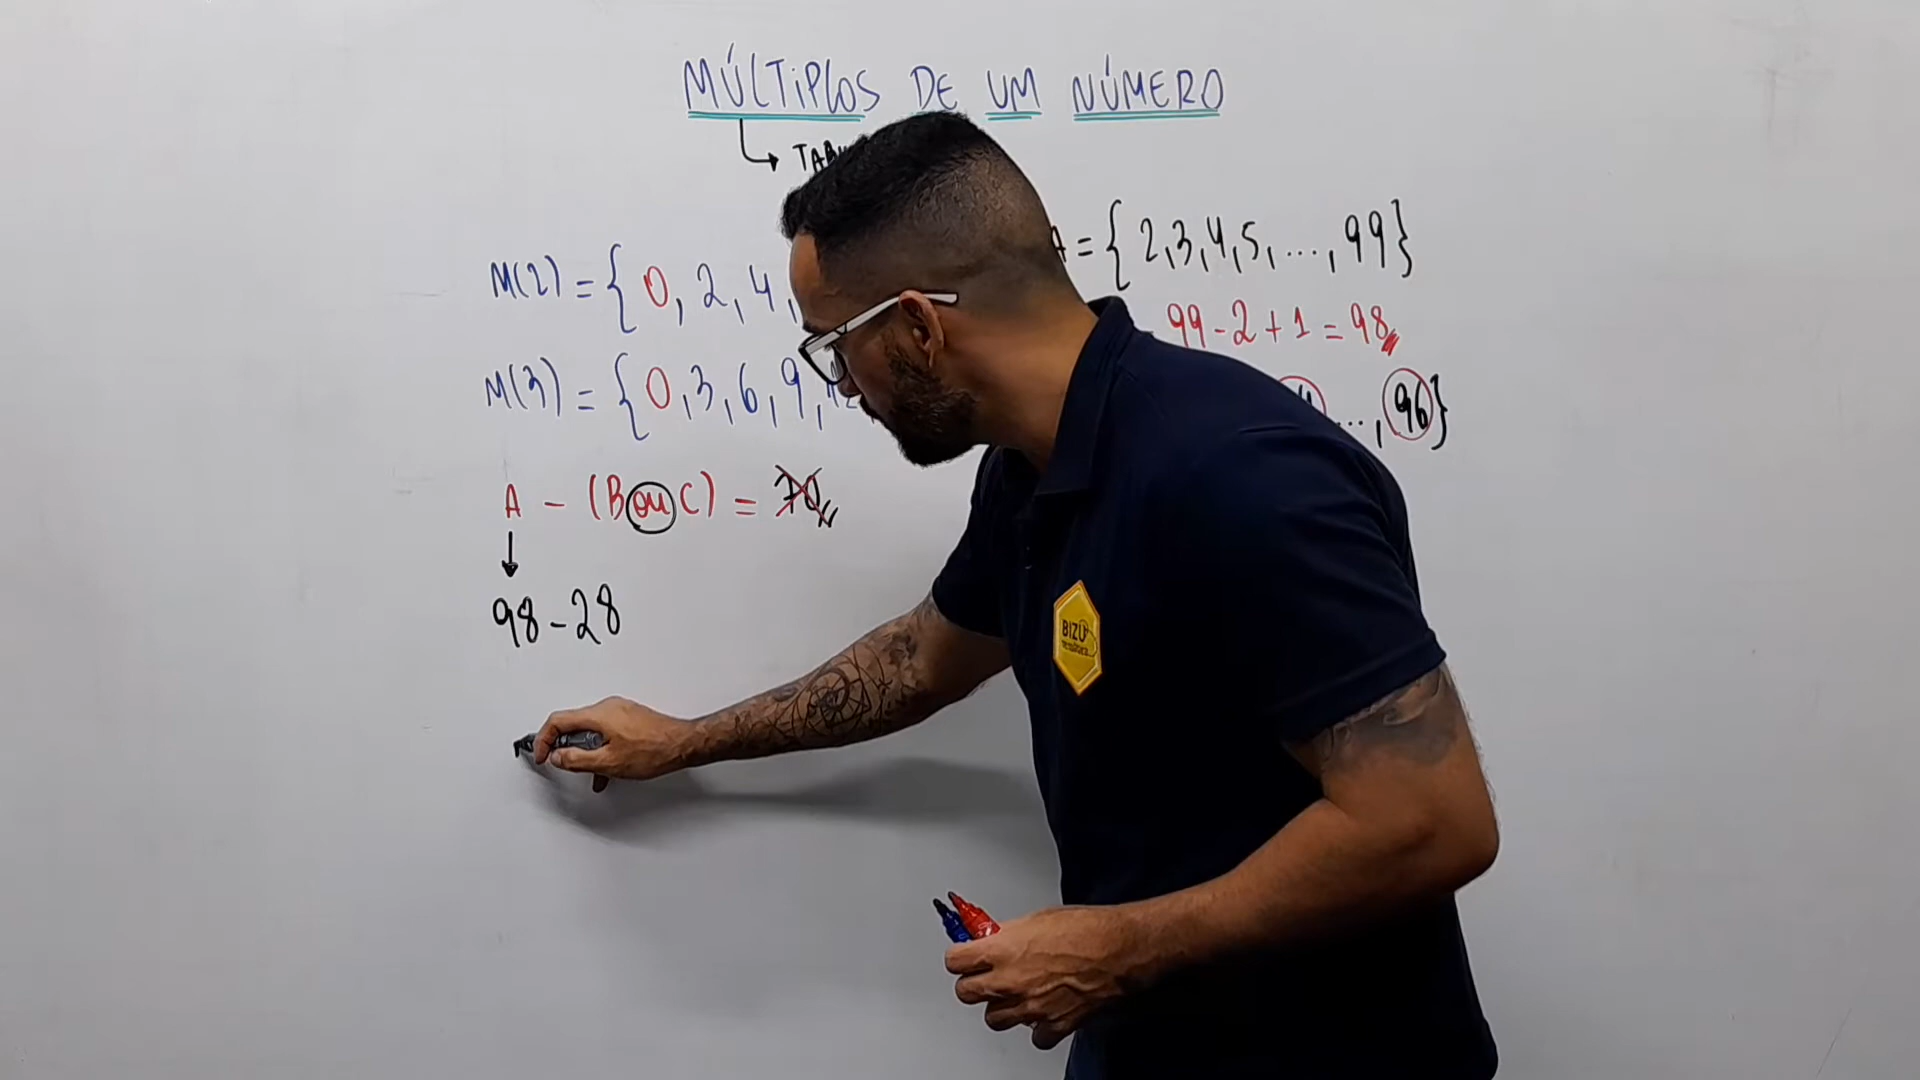 MÚLTIPLOS DE UM NÚMERO
M(2) = { 0, 2, 4,
M(3) = { 0, 3, 6, 9, 12
A - (B ou C) = 70
98 - 28
A = { 2, 3, 4, 5, ..., 99}
99 - 2 + 1 = 98
..., 96}
BIZU